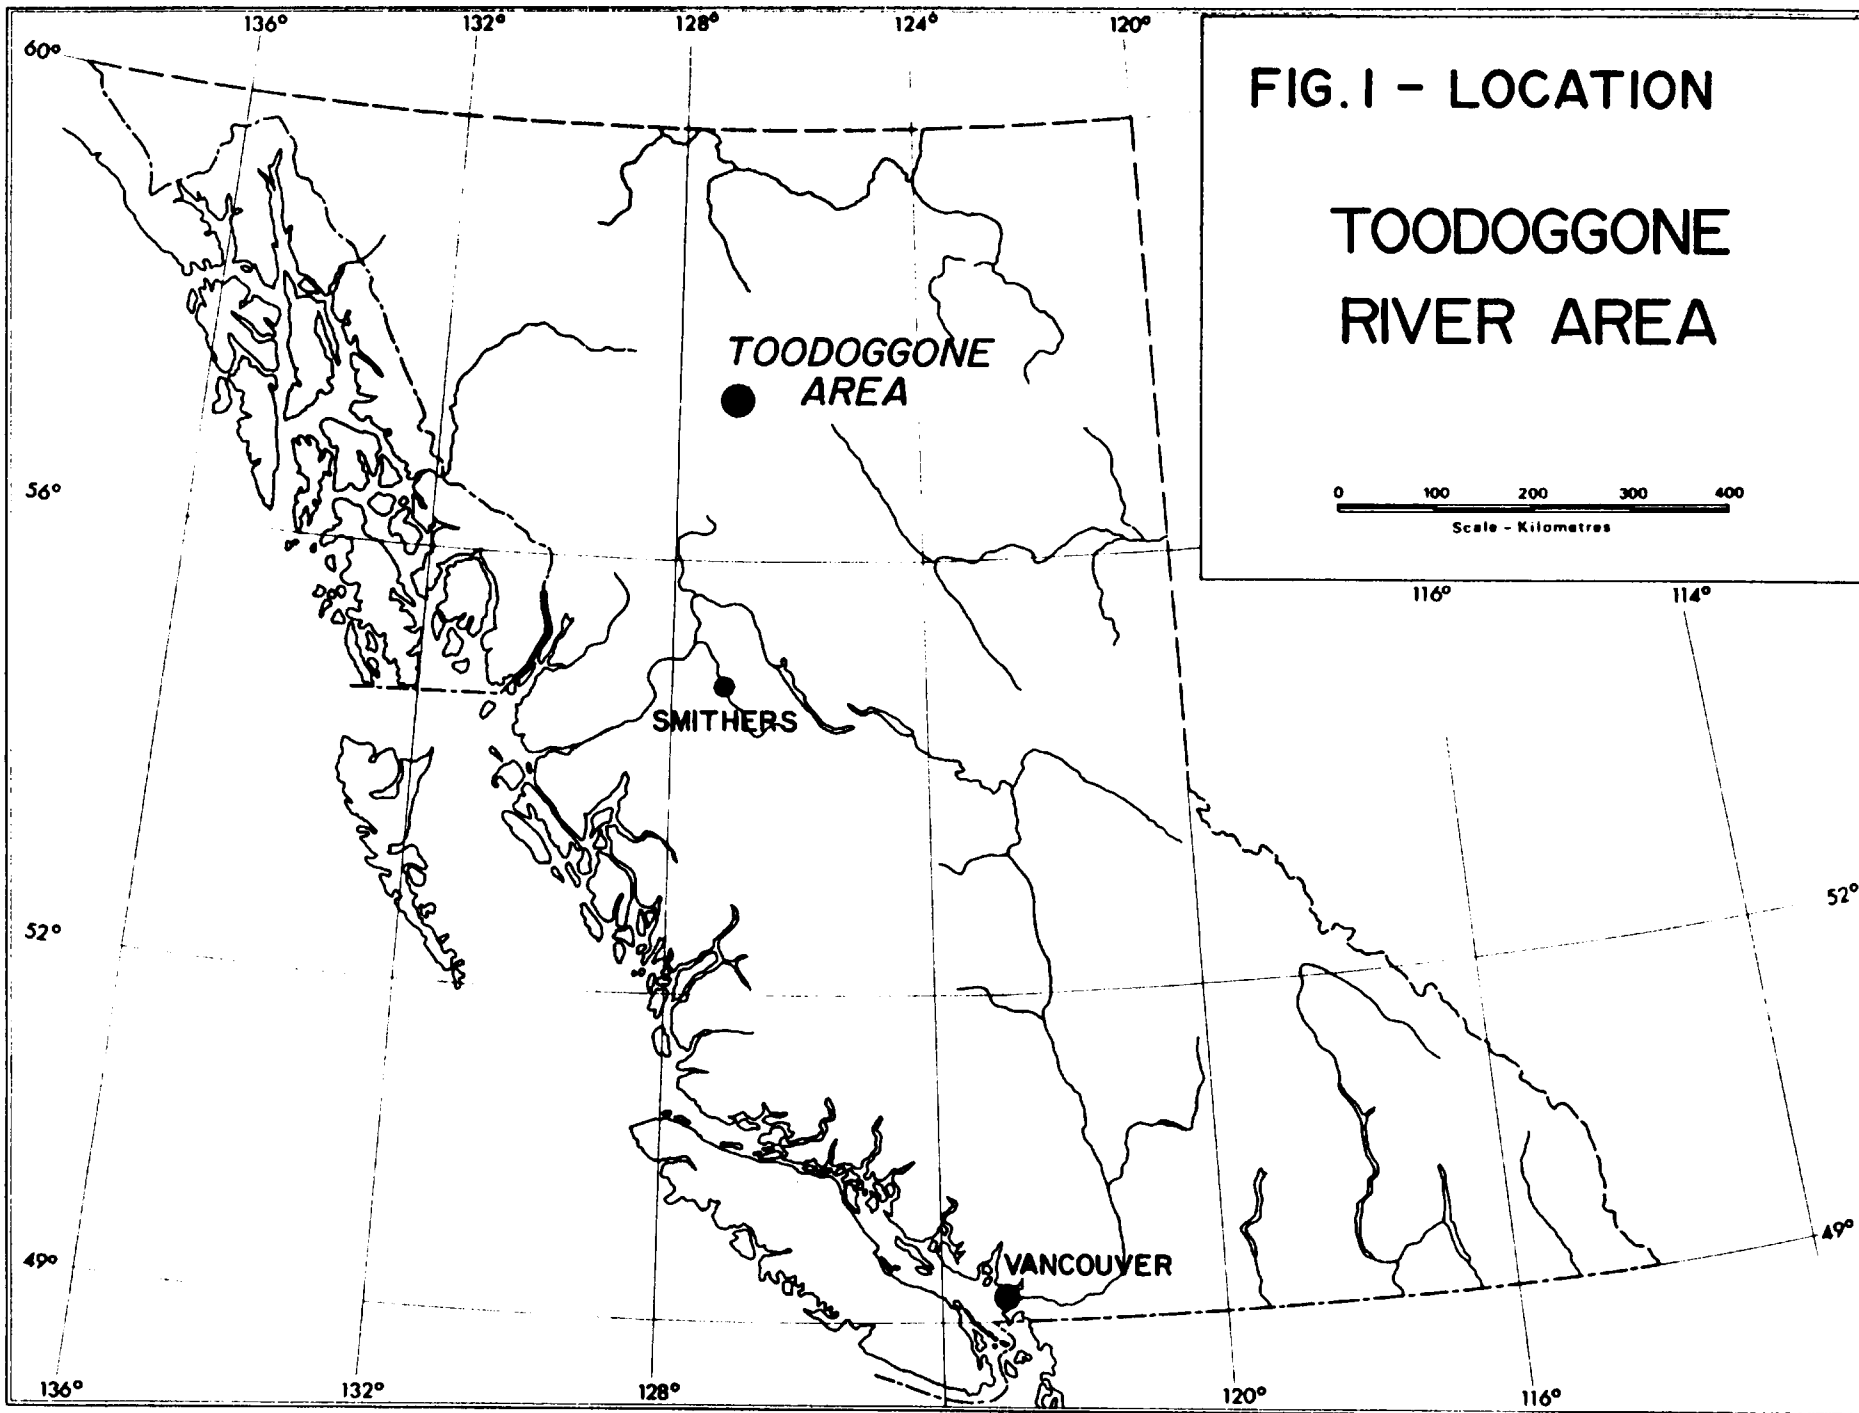 136°
132°
128°
124°
120°
60°
FIG. 1 - LOCATION
TOODOGGONE
RIVER AREA
TOODOGGONE
AREA
56°
0 100 200 300 400
Scale - Kilometres
116°
114°
SMITHERS
52°
52°
49°
49°
VANCOUVER
136°
132°
128°
120°
116°